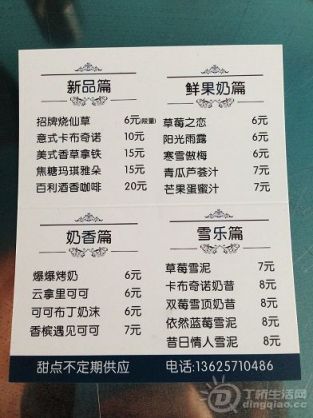 新品篇
招牌烧仙草 6元(限量)
意式卡布奇诺 10元
美式香草拿铁 15元
焦糖玛琪雅朵 15元
百利酒香咖啡 20元
鲜果奶篇
草莓之恋 6元
阳光雨露 6元
寒雪傲梅 6元
青瓜芦荟汁 7元
芒果蛋蜜汁 7元
奶香篇
爆爆烤奶 6元
云拿里可可 6元
可可布丁奶沫 6元
香槟遇见可可 7元
雪乐篇
草莓雪泥 7元
卡布奇诺奶昔 8元
双莓雪顶奶昔 8元
依然蓝莓雪泥 8元
昔日情人雪泥 8元
甜点不定期供应 电话:13625710486
丁桥生活网
dingqiao.cc